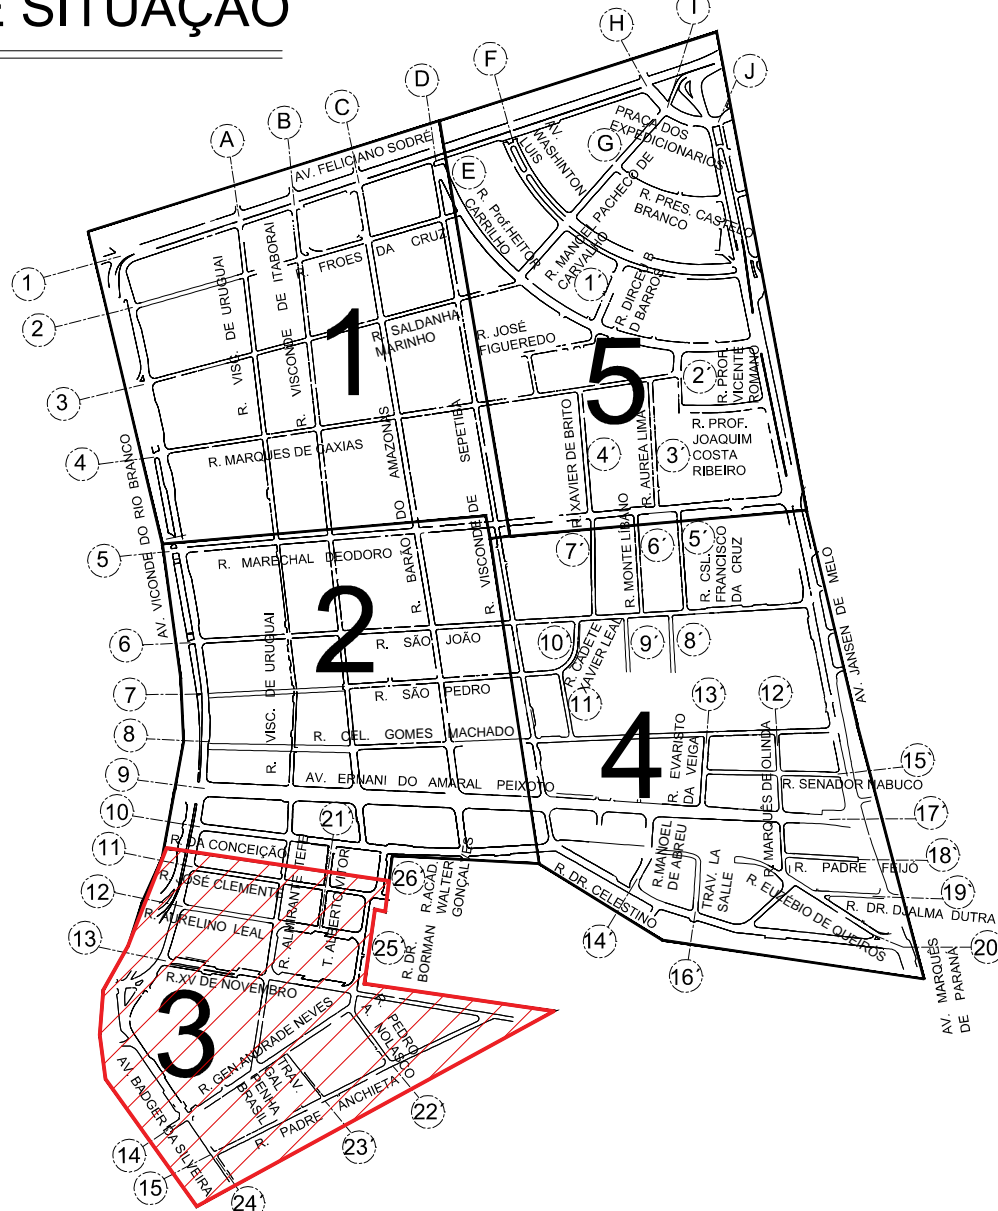 E SITUAÇÃO
A
B
C
D
E
F
G
H
I
J
1
2
3
4
5
6
7
8
9
10
11
12
13
14
15
1
2
3
4
5
AV. FELICIANO SODRÉ
R. FROES DA CRUZ
R. SALDANHA
MARINHO
R. MARQUES DE CAXIAS
R. VISC. DE URUGUAI
R. VISCONDE DE ITABORAI
R. BARÃO DO AMAZONAS
R. VISCONDE DE SEPETIBA
AV. VICONDE DO RIO BRANCO
R. MARECHAL DEODORO
R. SÃO JOÃO
R. SÃO PEDRO
R. CEL. GOMES MACHADO
AV. ERNANI DO AMARAL PEIXOTO
R. VISC. DE URUGUAI
R. DA CONCEIÇÃO
R. JOSÉ CLEMENTE
R. AURELINO LEAL
R.XV DE NOVEMBRO
R. GEN.ANDRADE NEVES
R. ALMIRANTE TEFE
T. ALBERTO VITOR
R. PEDRO
A. NOLASCO
TRAV.
GAL
PENHA
BRASIL
R. PADRE ANCHIETA
AV. BADGER DA SILVEIRA
R.ACAD
WALTER
GONÇALVES
R. DR.
BORMAN
AV.
WASHINTON
LUIS
PRAÇA DOS
EXPEDICIONARIOS
R. PRES. CASTELO
BRANCO
R. Prof.HEITOR
CARRILHO
R. MANOEL PACHECO DE
CARVALHO
R. DIRCEU B
D BARROS
R. JOSÉ
FIGUEREDO
R. PROF.
VICENTE
ROMANO
R. PROF.
JOAQUIM
COSTA
RIBEIRO
R. XAVIER DE BRITO
R. AUREA LIMA
R. MONTE LIBANO
R. CSL.
FRANCISCO
DA CRUZ
R. CADETE
XAVIER LEAL
R. EVARISTO
DA VEIGA
R. MARQUÊS DE OLINDA
R. SENADOR NABUCO
R. PADRE FEIJÓ
R. DR. DJALMA DUTRA
R. EUZÉBIO DE QUEIROS
R.MANOEL
DE ABREU
TRAV. LA
SALLE
R. DR. CELESTINO
AV. JANSEN DE MELO
AV. MARQUÊS
DE PARANÁ
1´
2´
3´
4´
5´
6´
7´
8´
9´
10´
11´
12´
13´
14´
15´
16´
17´
18´
19´
20´
21´
22´
23´
24´
25´
26´